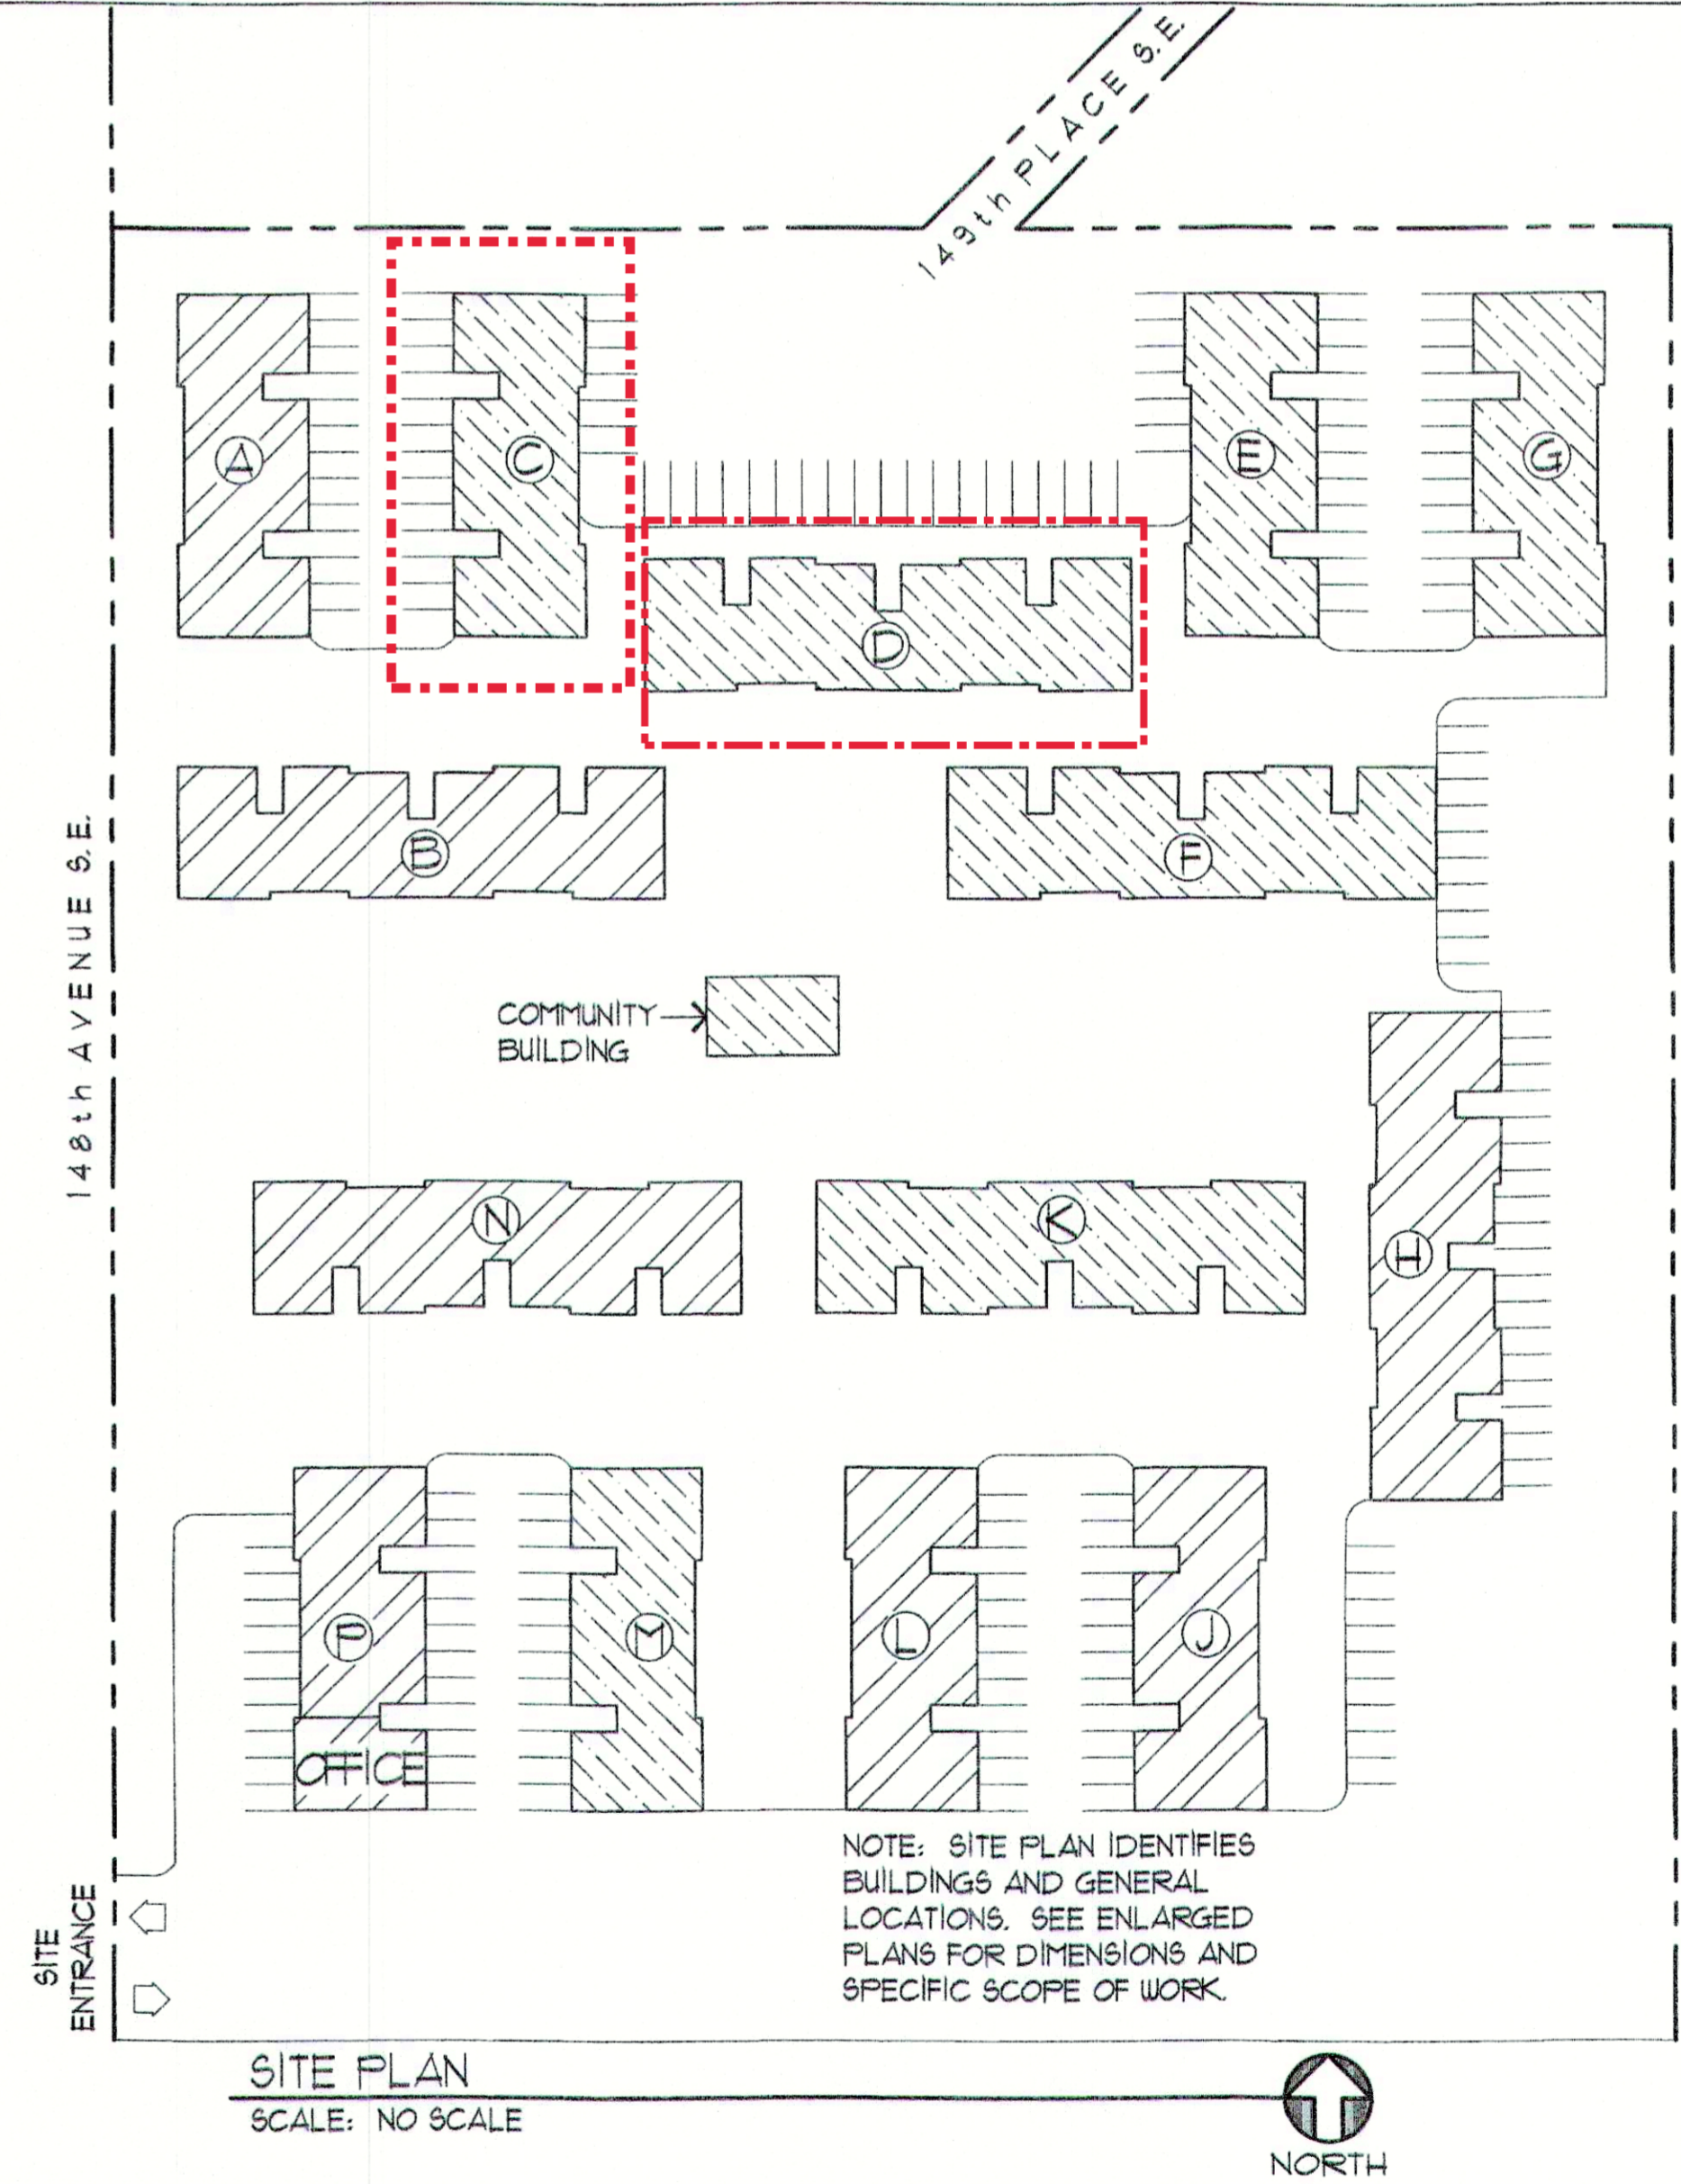 149th PLACE S.E.
A
C
E
G
D
B
F
148th AVENUE S.E.
COMMUNITY
BUILDING
N
K
H
P
M
L
J
OFFICE
NOTE: SITE PLAN IDENTIFIES
BUILDINGS AND GENERAL
LOCATIONS. SEE ENLARGED
PLANS FOR DIMENSIONS AND
SPECIFIC SCOPE OF WORK.
SITE
ENTRANCE
SITE PLAN
SCALE: NO SCALE
NORTH